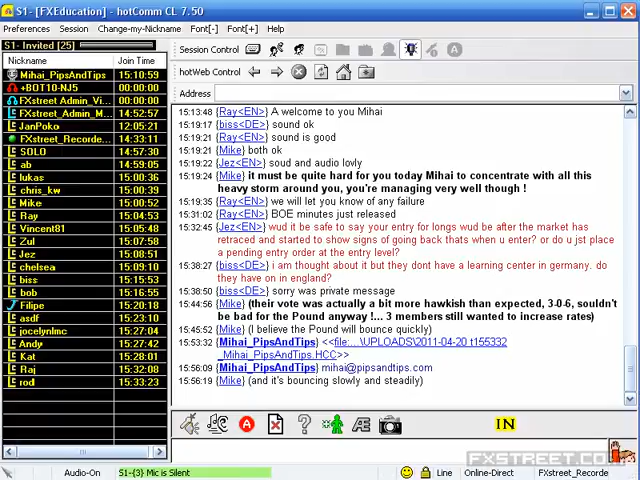 S1- [FXEducation] - hotComm CL 7.50
Preferences Session Change-my-Nickname Font[-] Font[+] Help
S1- Invited [25]
Nickname Join Time
Mihai_PipsAndTips 15:10:59
+BOT10-NJ5 00:00:00
FXstreet Admin_Vi... 00:00:00
FXstreet_Admin_M... 14:52:57
JanPoko 12:05:21
FXstreet_Recorde... 14:33:11
SOLO 14:57:30
ab 14:59:05
lukas 15:00:36
chris_kw 15:00:39
Mike 15:00:52
Ray 15:04:53
Vincent81 15:05:48
Zul 15:07:58
Jez 15:08:51
chelsea 15:09:10
biss 15:15:53
bob 15:16:55
Filipe 15:20:18
asdf 15:23:10
jocelynlmc 15:27:04
Andy 15:27:42
Kat 15:28:01
Raj 15:32:08
rod 15:33:23
Session Control
hotWeb Control
Address
15:13:48 {Ray<EN>} A welcome to you Mihai
15:19:17 {biss<DE>} sound ok
15:19:21 {Ray<EN>} sound is good
15:19:22 {Mike} both ok
15:19:22 {Jez<EN>} soud and audio lowly
15:19:24 {Mike} it must be quite hard for you today Mihai to concentrate with all this
heavy storm around you, you're managing very well though !
15:19:35 {Ray<EN>} we will let you know of any failure
15:31:02 {Ray<EN>} BOE minutes just released
15:32:45 {Jez<EN>} wud it be safe to say your entry for longs wud be after the market has
retraced and started to show signs of going back thats when u enter? or do u jst place
a pending entry order at the entry level?
15:38:27 {biss<DE>} i am thought about it but they dont have a learning center in germany. do
they have on in england?
15:38:50 {biss<DE>} sorry was private message
15:44:56 {Mike} (their vote was actually a bit more hawkish than expected, 3-0-6, souldn't
be bad for the Pound anyway !... 3 members still wanted to increase rates)
15:45:52 {Mike} (I believe the Pound will bounce quickly)
15:53:32 {Mihai_PipsAndTips} <<file:...\UPLOADS\2011-04-20 t155332
_Mihai_PipsAndTips.HCC>>
15:56:09 {Mihai_PipsAndTips} mihai@pipsandtips.com
15:56:19 {Mike} (and it's bouncing slowly and steadily)
IN
FXSTREET.COM
Audio-On S1-{3} Mic is Silent Line Online-Direct FXstreet_Recorde